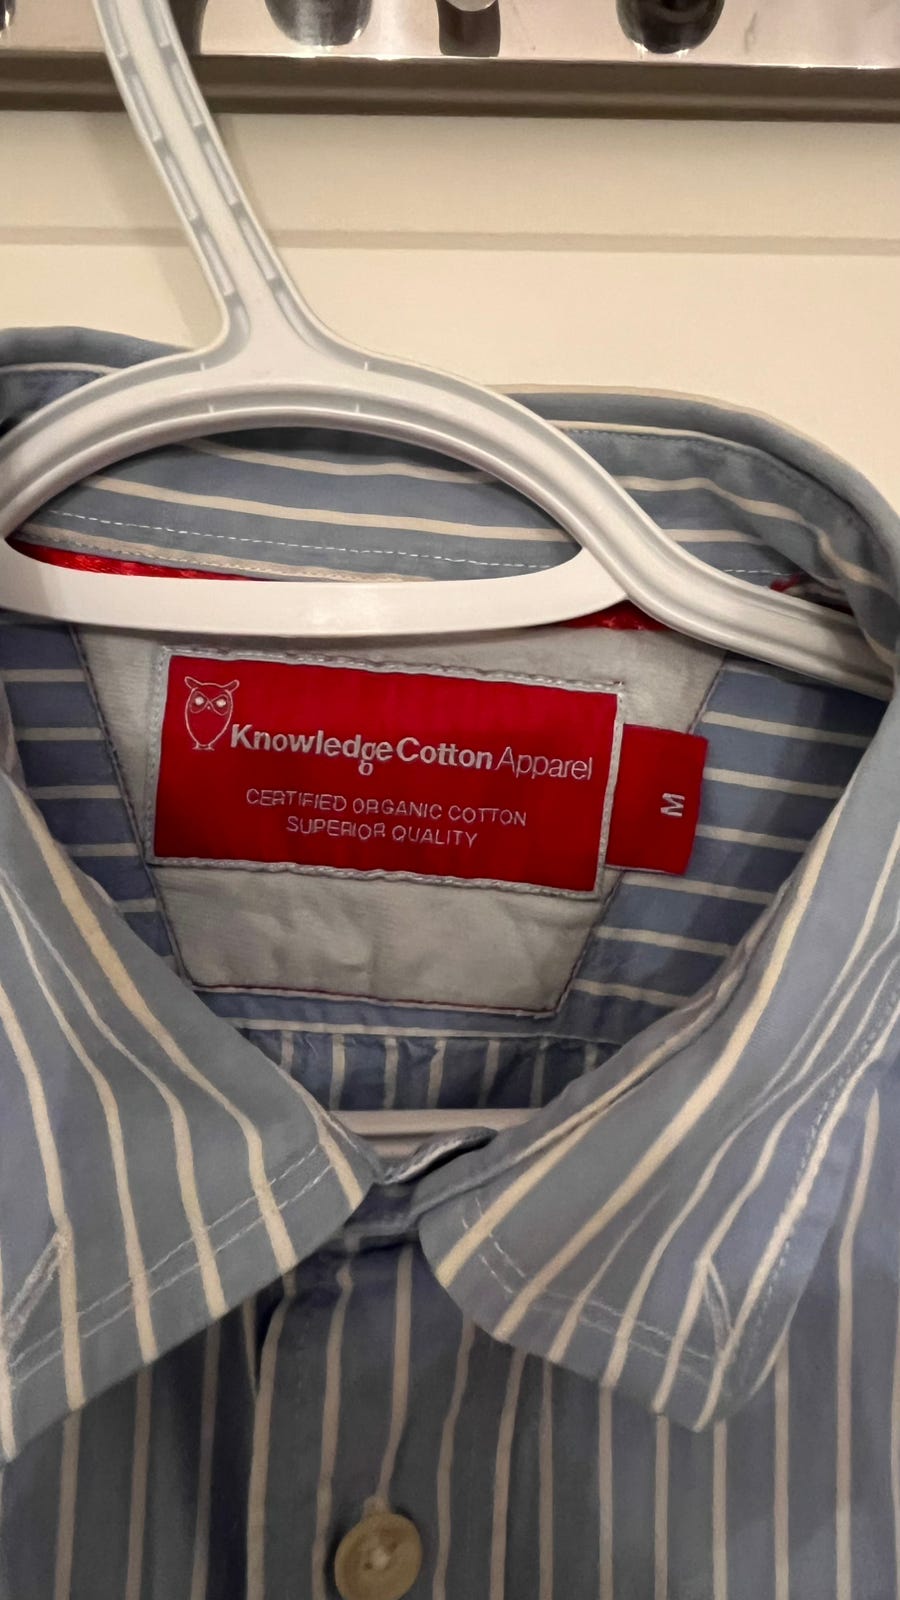 KnowledgeCotton Apparel
CERTIFIED ORGANIC COTTON
SUPERIOR QUALITY
M